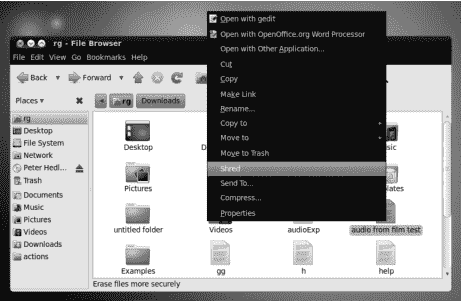 Open with gedit
Open with OpenOffice.org Word Processor
Open with Other Application...
Cut
Copy
Make Link
Rename...
Copy to
Move to
Move to Trash
Shred
Send To...
Compress...
Properties
rg - File Browser
File Edit View Go Bookmarks Help
Back Forward
Places rg Downloads
rg
Desktop
File System
Network
Peter Hedl...
Trash
Documents
Music
Pictures
Videos
Downloads
actions
Desktop
Pictures
untitled folder Videos audioExp audio from film test
Examples gg h help
Erase files more securely